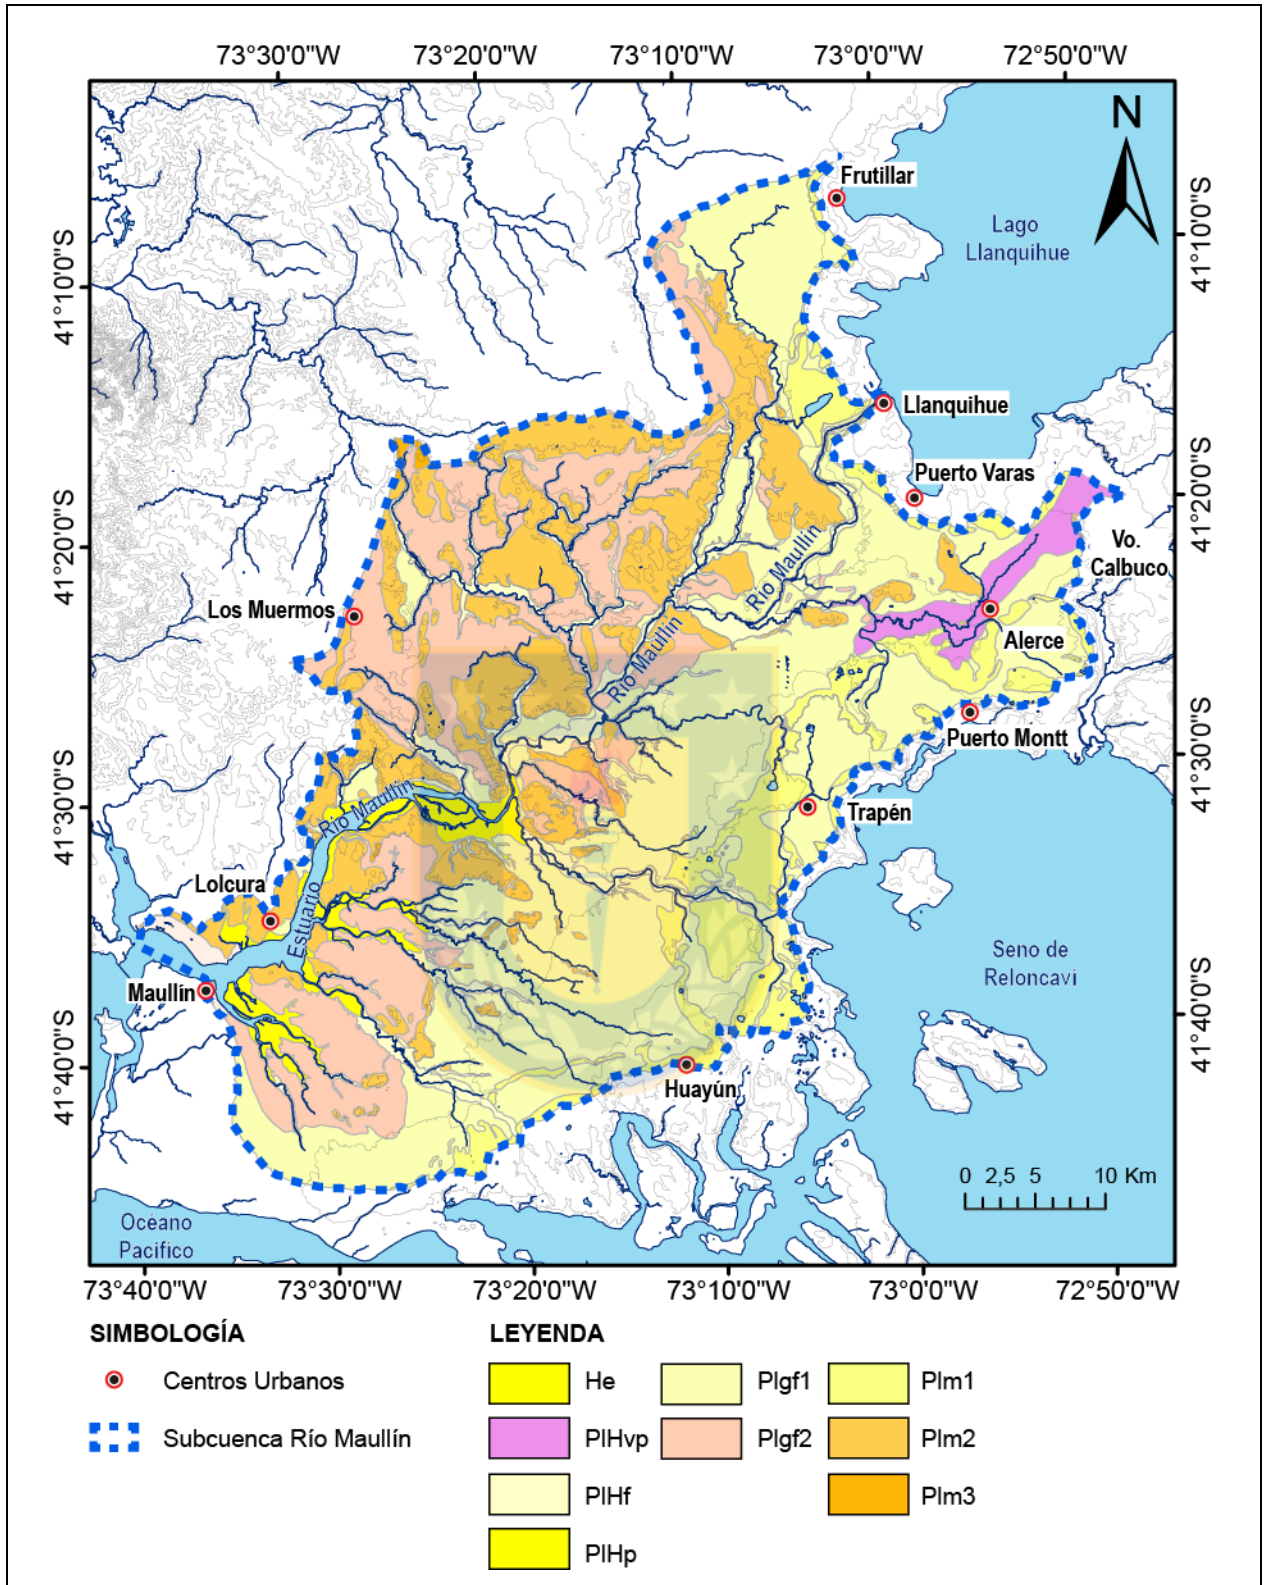 73°30'0"W 73°20'0"W 73°10'0"W 73°0'0"W 72°50'0"W
N
Frutillar
Lago
Llanquihue
41°10'0"S
41°10'0"S
Llanquihue
Puerto Varas
41°20'0"S
41°20'0"S
Vo.
Calbuco
Río Maullín
Los Muermos
Alerce
Río Maullín
Puerto Montt
41°30'0"S
41°30'0"S
Río Maullín
Trapén
Lolcura
Estuario
Seno de
Reloncavi
Maullín
41°40'0"S
41°40'0"S
Huayún
0 2,5 5 10 Km
Océano
Pacifico
73°40'0"W 73°30'0"W 73°20'0"W 73°10'0"W 73°0'0"W 72°50'0"W
SIMBOLOGÍA
Centros Urbanos
Subcuenca Río Maullín
LEYENDA
He Plgf1 Plm1
PlHvp Plgf2 Plm2
PlHf Plm3
PlHp